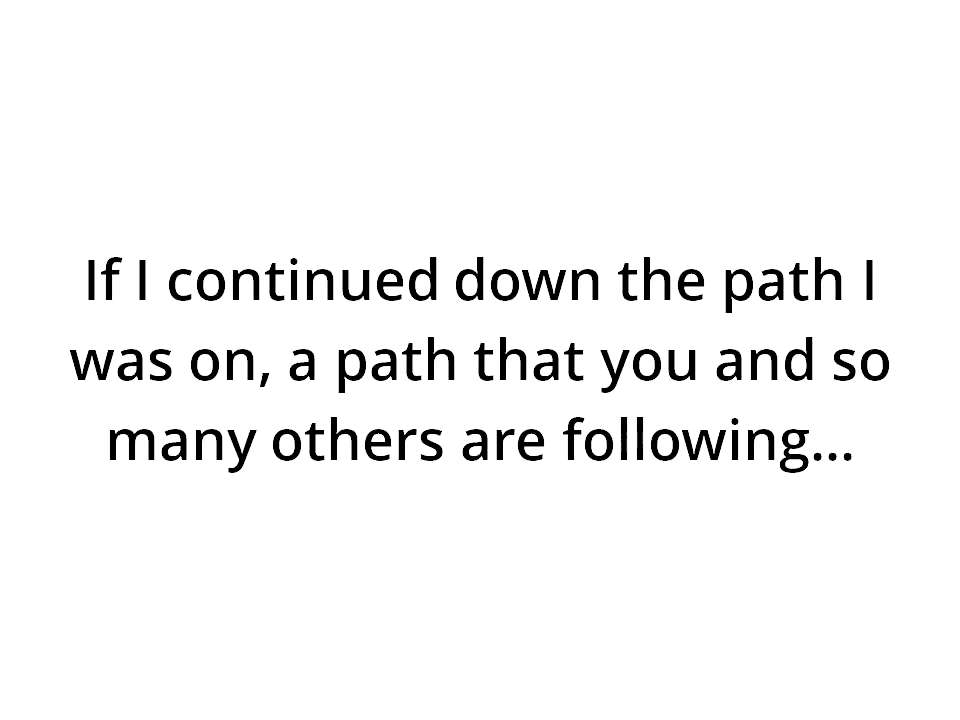 If I continued down the path I
was on, a path that you and so
many others are following...